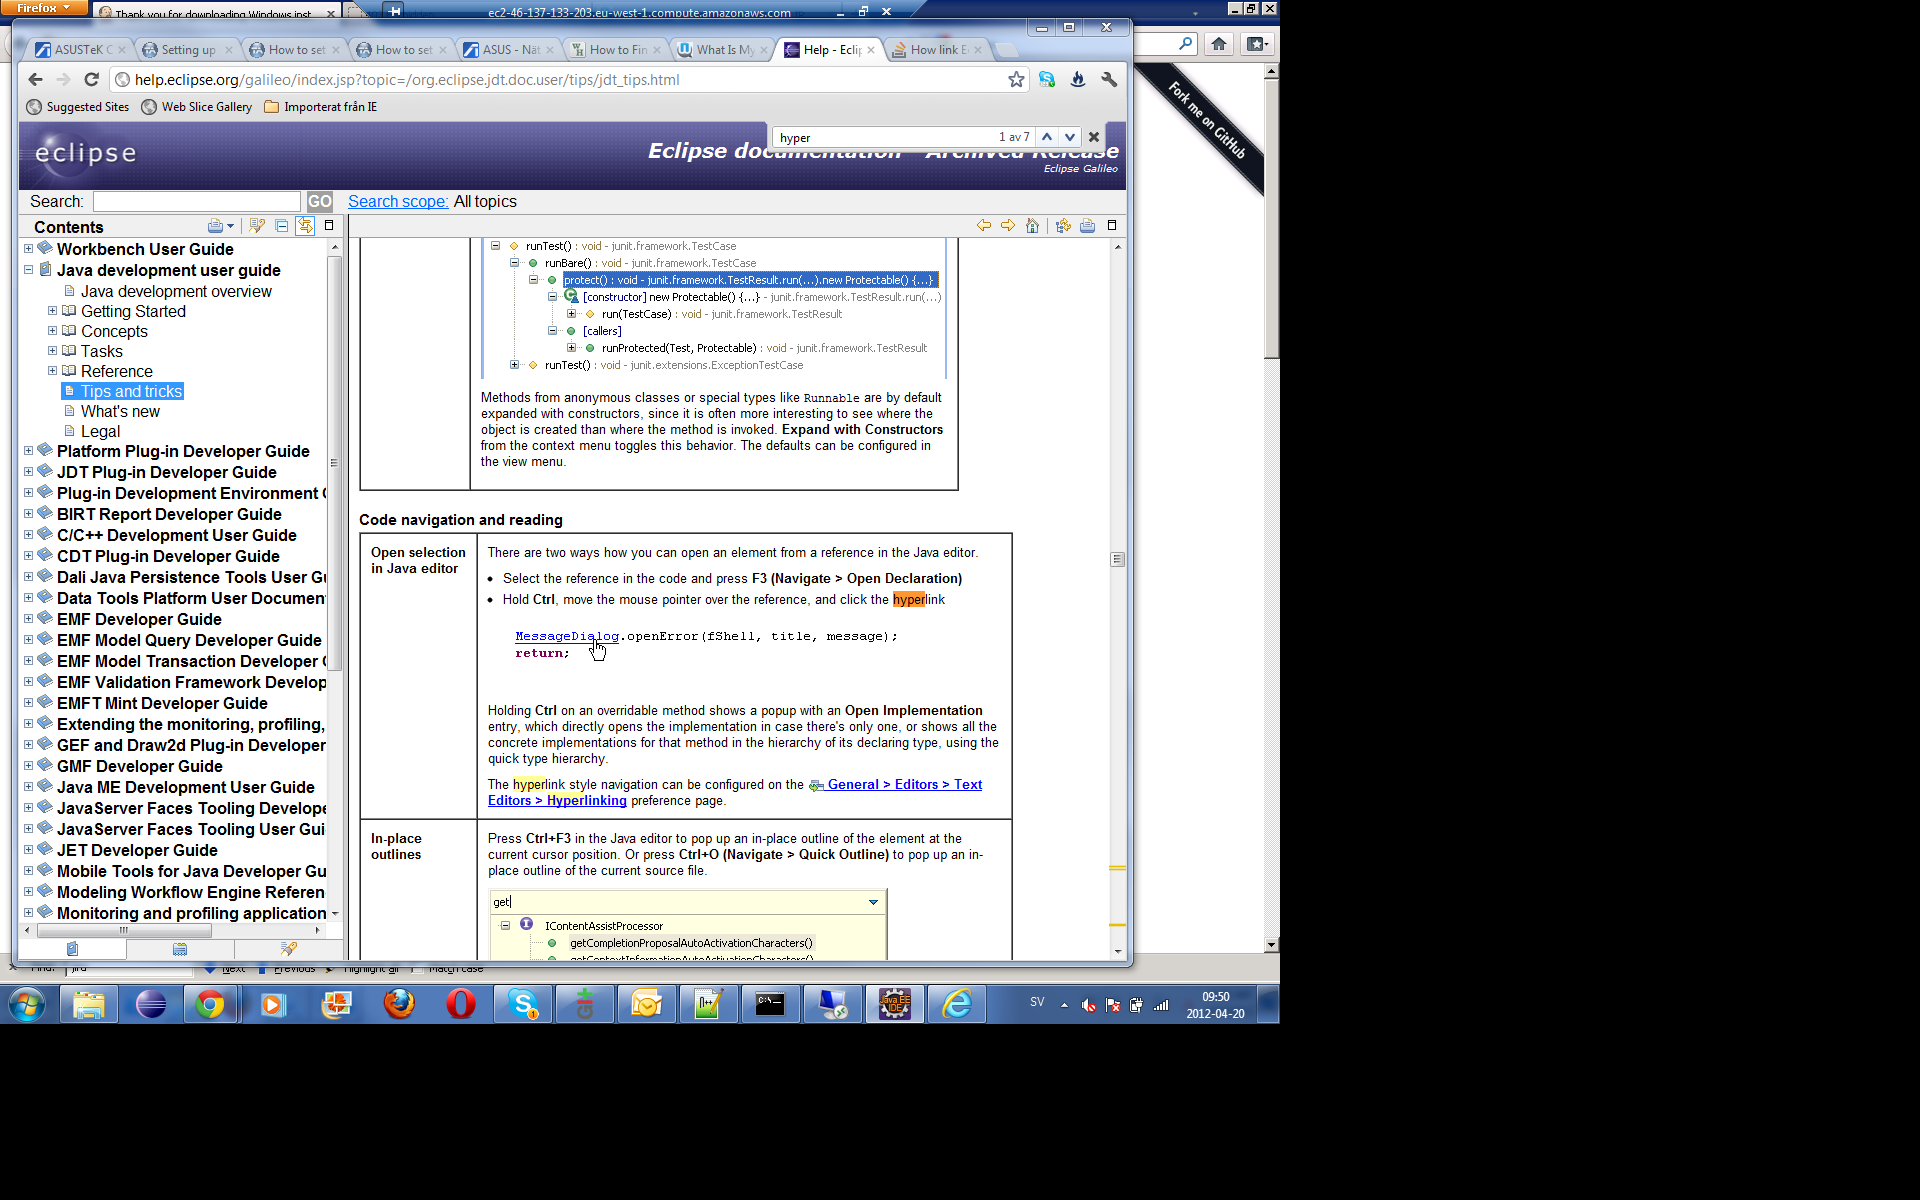 Firefox
Thank you for downloading Windows inst
ec2-46-137-133-203.eu-west-1.compute.amazonaws.com
ASUSTeK C
Setting up
How to set
How to set
ASUS - Nät
How to Fin
What Is My
Help - Eclip
How link E
help.eclipse.org/galileo/index.jsp?topic=/org.eclipse.jdt.doc.user/tips/jdt_tips.html
Suggested Sites
Web Slice Gallery
Importerat från IE
Fork me on GitHub
hyper
1 av 7
eclipse
Eclipse documentation - Archived Release
Eclipse Galileo
Search:
GO
Search scope: All topics
Contents
Workbench User Guide
Java development user guide
Java development overview
Getting Started
Concepts
Tasks
Reference
Tips and tricks
What's new
Legal
Platform Plug-in Developer Guide
JDT Plug-in Developer Guide
Plug-in Development Environment
BIRT Report Developer Guide
C/C++ Development User Guide
CDT Plug-in Developer Guide
Dali Java Persistence Tools User Gu
Data Tools Platform User Documen
EMF Developer Guide
EMF Model Query Developer Guide
EMF Model Transaction Developer
EMF Validation Framework Develop
EMFT Mint Developer Guide
Extending the monitoring, profiling,
GEF and Draw2d Plug-in Developer
GMF Developer Guide
Java ME Development User Guide
JavaServer Faces Tooling Develope
JavaServer Faces Tooling User Gui
JET Developer Guide
Mobile Tools for Java Developer Gu
Modeling Workflow Engine Referen
Monitoring and profiling application
runTest() : void - junit.framework.TestCase
runBare() : void - junit.framework.TestCase
protect() : void - junit.framework.TestResult.run(...).new Protectable() {...}
[constructor] new Protectable() {...} - junit.framework.TestResult.run(...)
run(TestCase) : void - junit.framework.TestResult
[callers]
runProtected(Test, Protectable) : void - junit.framework.TestResult
runTest() : void - junit.extensions.ExceptionTestCase
Methods from anonymous classes or special types like Runnable are by default
expanded with constructors, since it is often more interesting to see where the
object is created than where the method is invoked. Expand with Constructors
from the context menu toggles this behavior. The defaults can be configured in
the view menu.
Code navigation and reading
Open selection
in Java editor
There are two ways how you can open an element from a reference in the Java editor.
• Select the reference in the code and press F3 (Navigate > Open Declaration)
• Hold Ctrl, move the mouse pointer over the reference, and click the hyperlink
MessageDialog.openError(fShell, title, message);
return;
Holding Ctrl on an overridable method shows a popup with an Open Implementation
entry, which directly opens the implementation in case there's only one, or shows all the
concrete implementations for that method in the hierarchy of its declaring type, using the
quick type hierarchy.
The hyperlink style navigation can be configured on the General > Editors > Text
Editors > Hyperlinking preference page.
In-place
outlines
Press Ctrl+F3 in the Java editor to pop up an in-place outline of the element at the
current cursor position. Or press Ctrl+O (Navigate > Quick Outline) to pop up an in-
place outline of the current source file.
get
IContentAssistProcessor
getCompletionProposalAutoActivationCharacters()
getContextInformationAutoActivationCharacters()
Find:
Next
Previous
Highlight all
Match case
Java EE
IDE
SV
09:50
2012-04-20